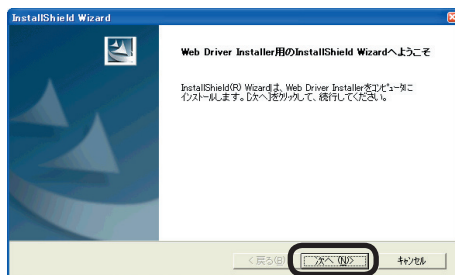 InstallShield Wizard
Web Driver Installer用のInstallShield Wizardへようこそ
InstallShield(R) Wizardは、Web Driver Installerをコンピュータに
インストールします。[次へ]をクリックして、続行してください。
< 戻る(B)
次へ (N)>
キャンセル